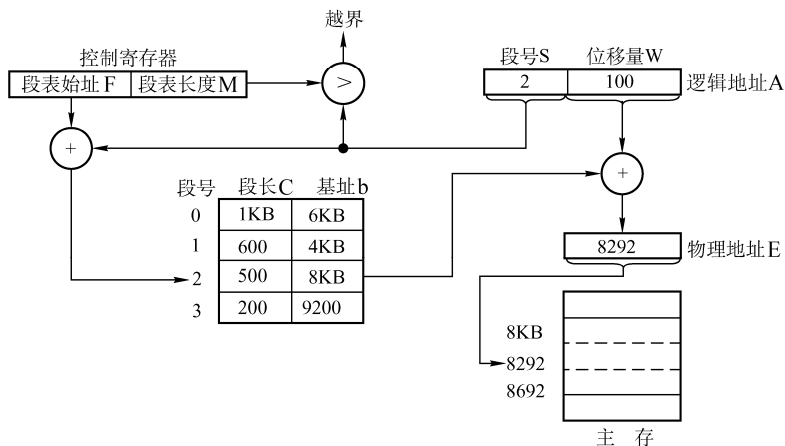 越界
控制寄存器
段表始址F 段表长度M
>
段号S 位移量W
2 100 逻辑地址A
+
+
段号 段长C 基址b
0 1KB 6KB
1 600 4KB
2 500 8KB
3 200 9200
8292 物理地址E
8KB
8292
8692
主 存